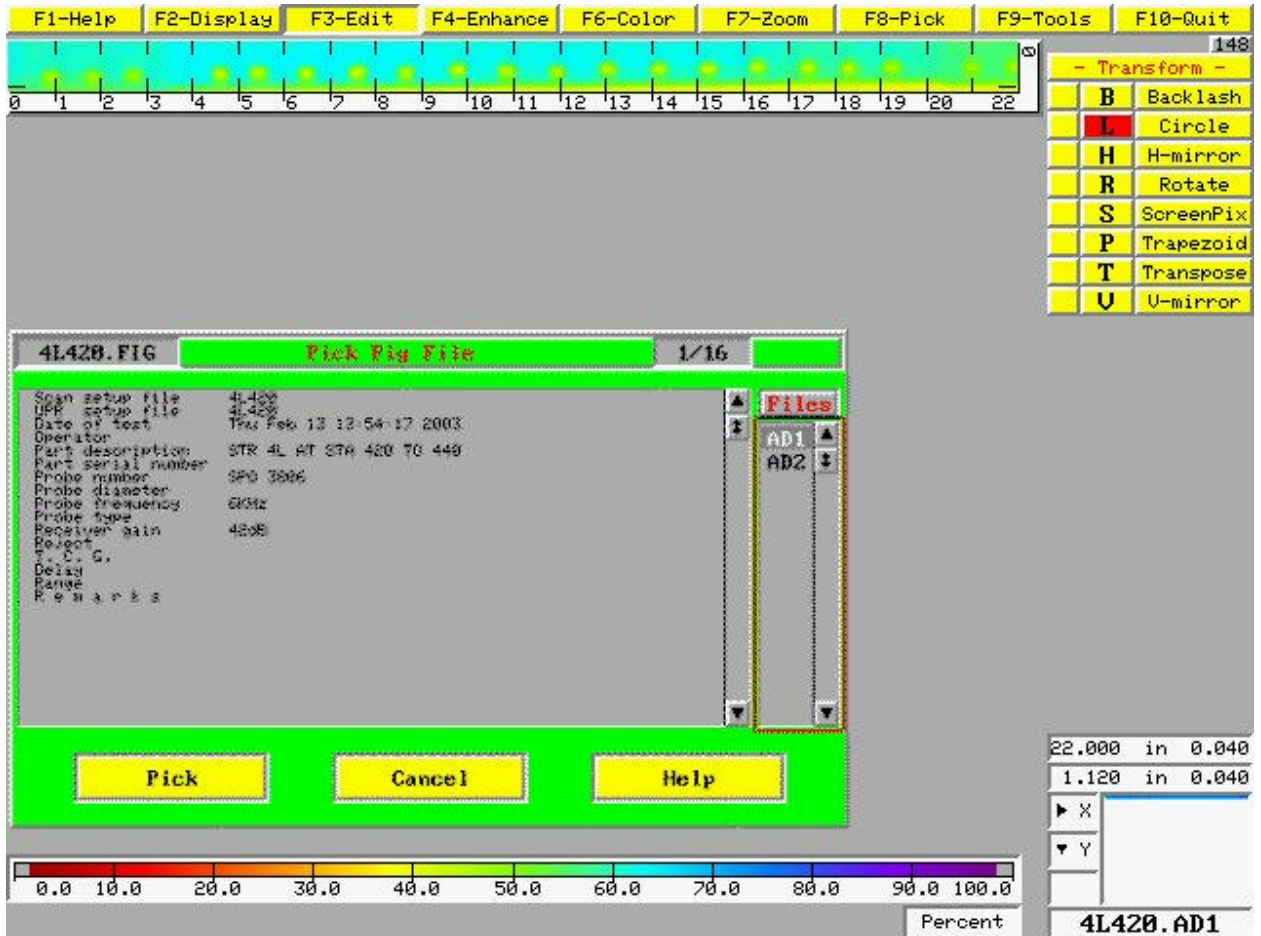 F1-Help F2-Display F3-Edit F4-Enhance F6-Color F7-Zoom F8-Pick F9-Tools F10-Quit
148
0 1 2 3 4 5 6 7 8 9 10 11 12 13 14 15 16 17 18 19 20 22
- Transform -
B Backlash
L Circle
H H-mirror
R Rotate
S ScreenPix
P Trapezoid
T Transpose
V V-mirror
4L420.FIG Pick Fig File 1/16
Scan setup file 4L420
UPR setup file 4L420
Date of test Thu Feb 13 13:54:17 2003
Operator
Part description STR 4L AT STA 420 TO 440
Part serial number
Probe number SPO 3806
Probe diameter
Probe frequency 6KHz
Probe type
Receiver gain 42dB
Reject
T. C. G.
Delay
Range
R e m a r k s
Files
AD1
AD2
Pick Cancel Help
22.000 in 0.040
1.120 in 0.040
X
Y
0.0 10.0 20.0 30.0 40.0 50.0 60.0 70.0 80.0 90.0 100.0
Percent
4L420.AD1